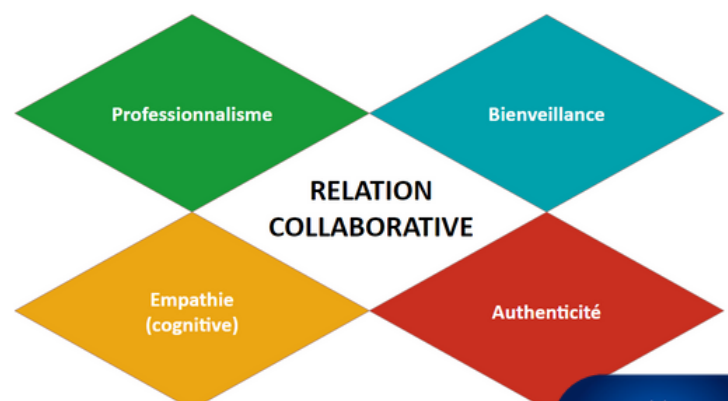 Professionnalisme
Bienveillance
RELATION
COLLABORATIVE
Empathie
(cognitive)
Authenticité